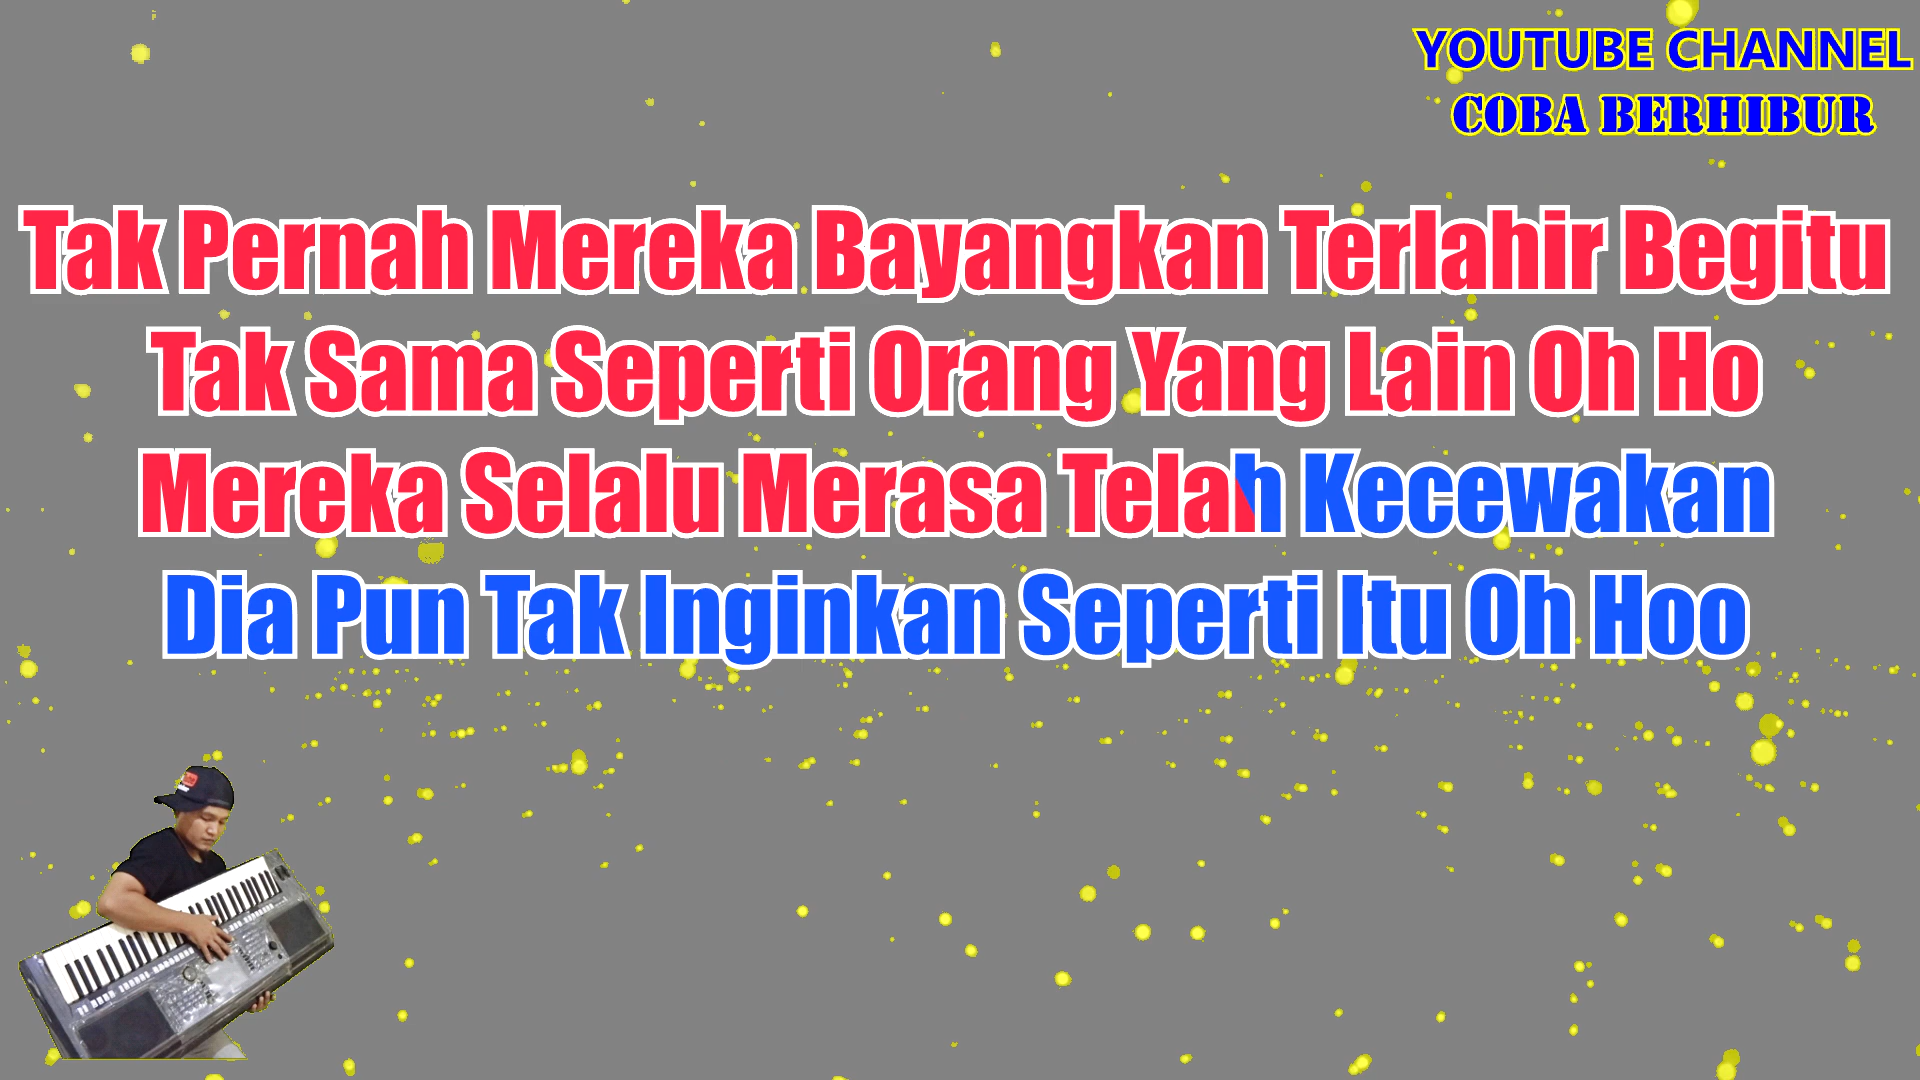 YOUTUBE CHANNEL
COBA BERHIBUR
Tak Pernah Mereka Bayangkan Terlahir Begitu
Tak Sama Seperti Orang Yang Lain Oh Ho
Mereka Selalu Merasa Telah Kecewakan
Dia Pun Tak Inginkan Seperti Itu Oh Hoo